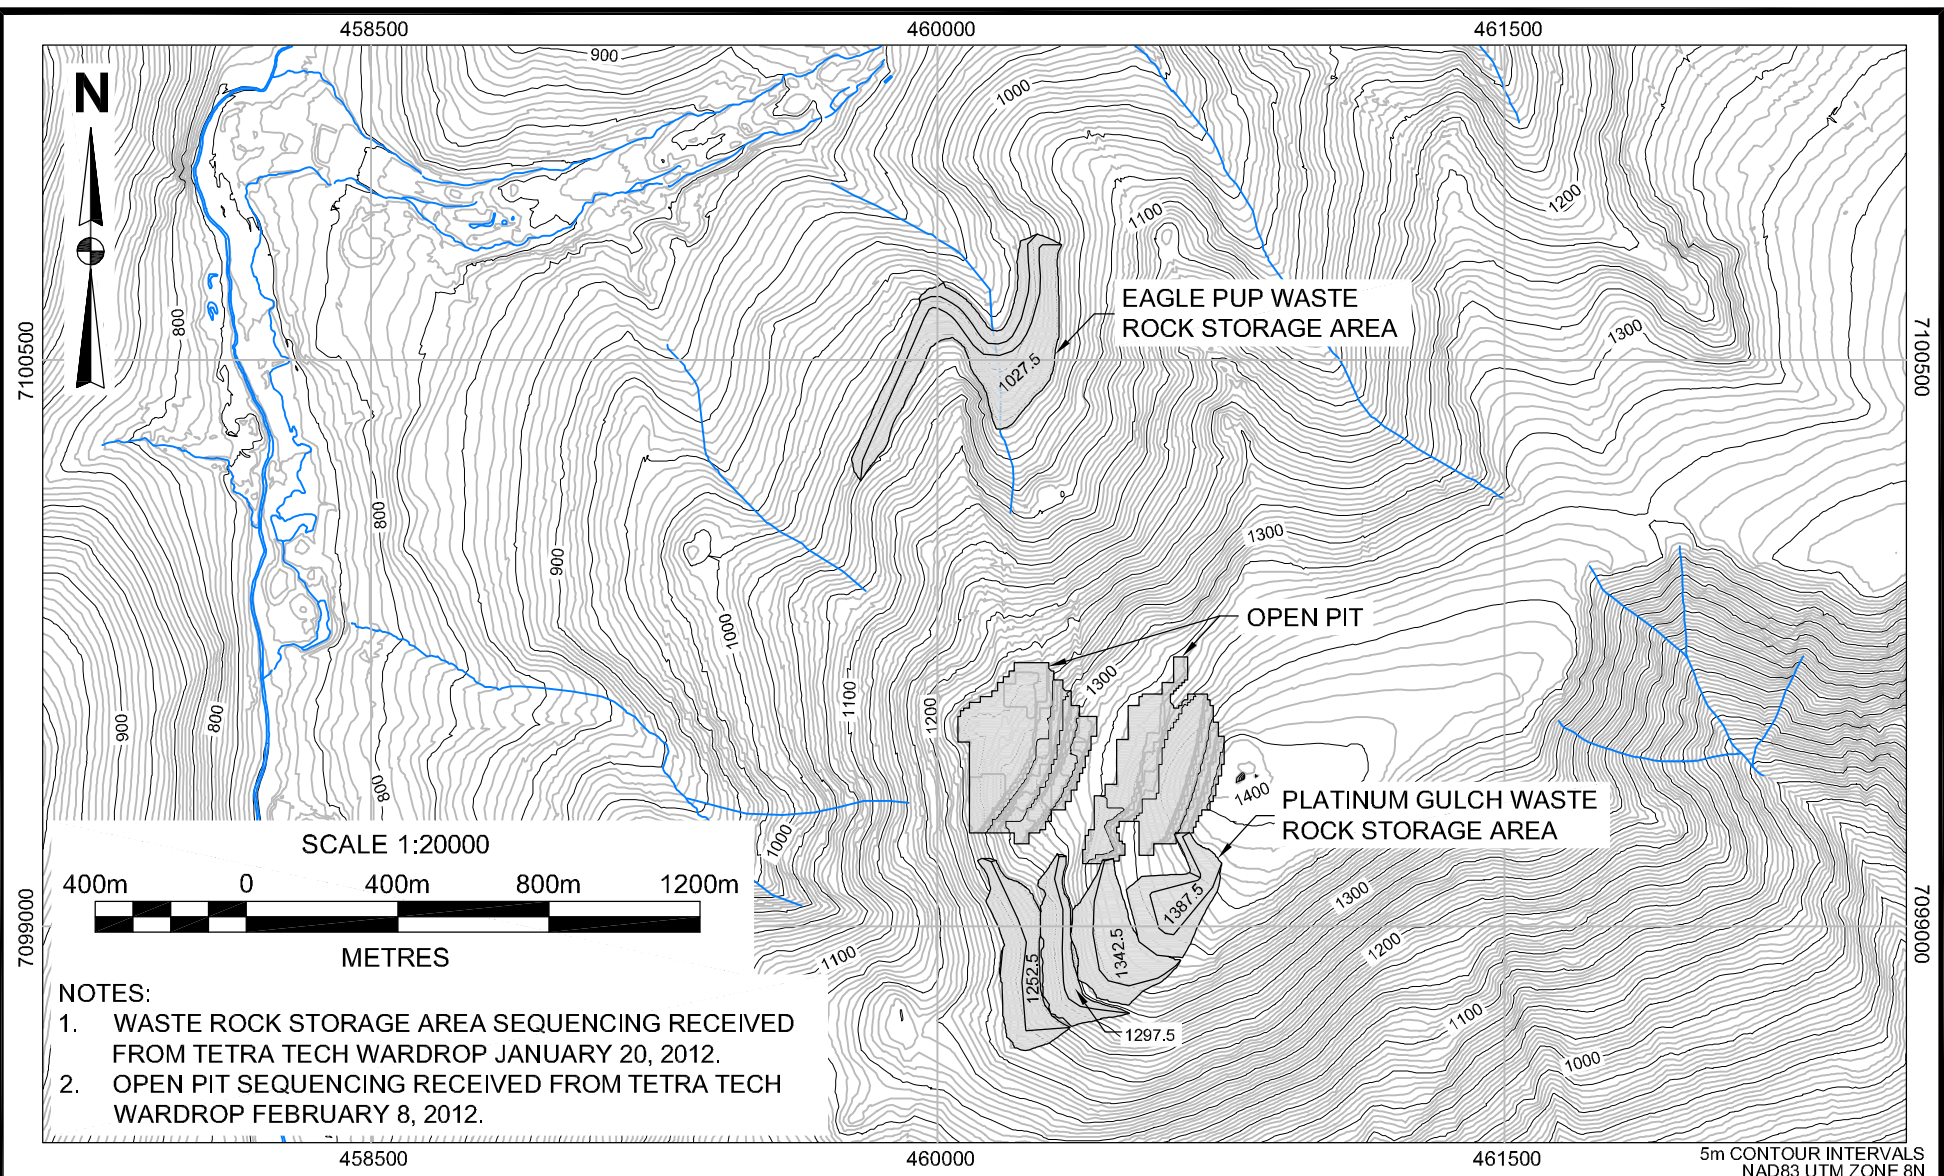 458500 460000 461500
900
N
1000
1200
1100
EAGLE PUP WASTE
ROCK STORAGE AREA
800
1300
7100500
7100500
1027.5
800
1300
900
OPEN PIT
1000
1300
1100
1200
900
800
800
1400
PLATINUM GULCH WASTE
ROCK STORAGE AREA
SCALE 1:20000
1000
400m 0 400m 800m 1200m
1387.5
1300
7099000
7099000
METRES
1342.5
1200
1100
1252.5
NOTES:
1. WASTE ROCK STORAGE AREA SEQUENCING RECEIVED
FROM TETRA TECH WARDROP JANUARY 20, 2012.
1100
1297.5
2. OPEN PIT SEQUENCING RECEIVED FROM TETRA TECH
WARDROP FEBRUARY 8, 2012.
1000
458500 460000 461500
5m CONTOUR INTERVALS
NAD83 UTM ZONE 8N